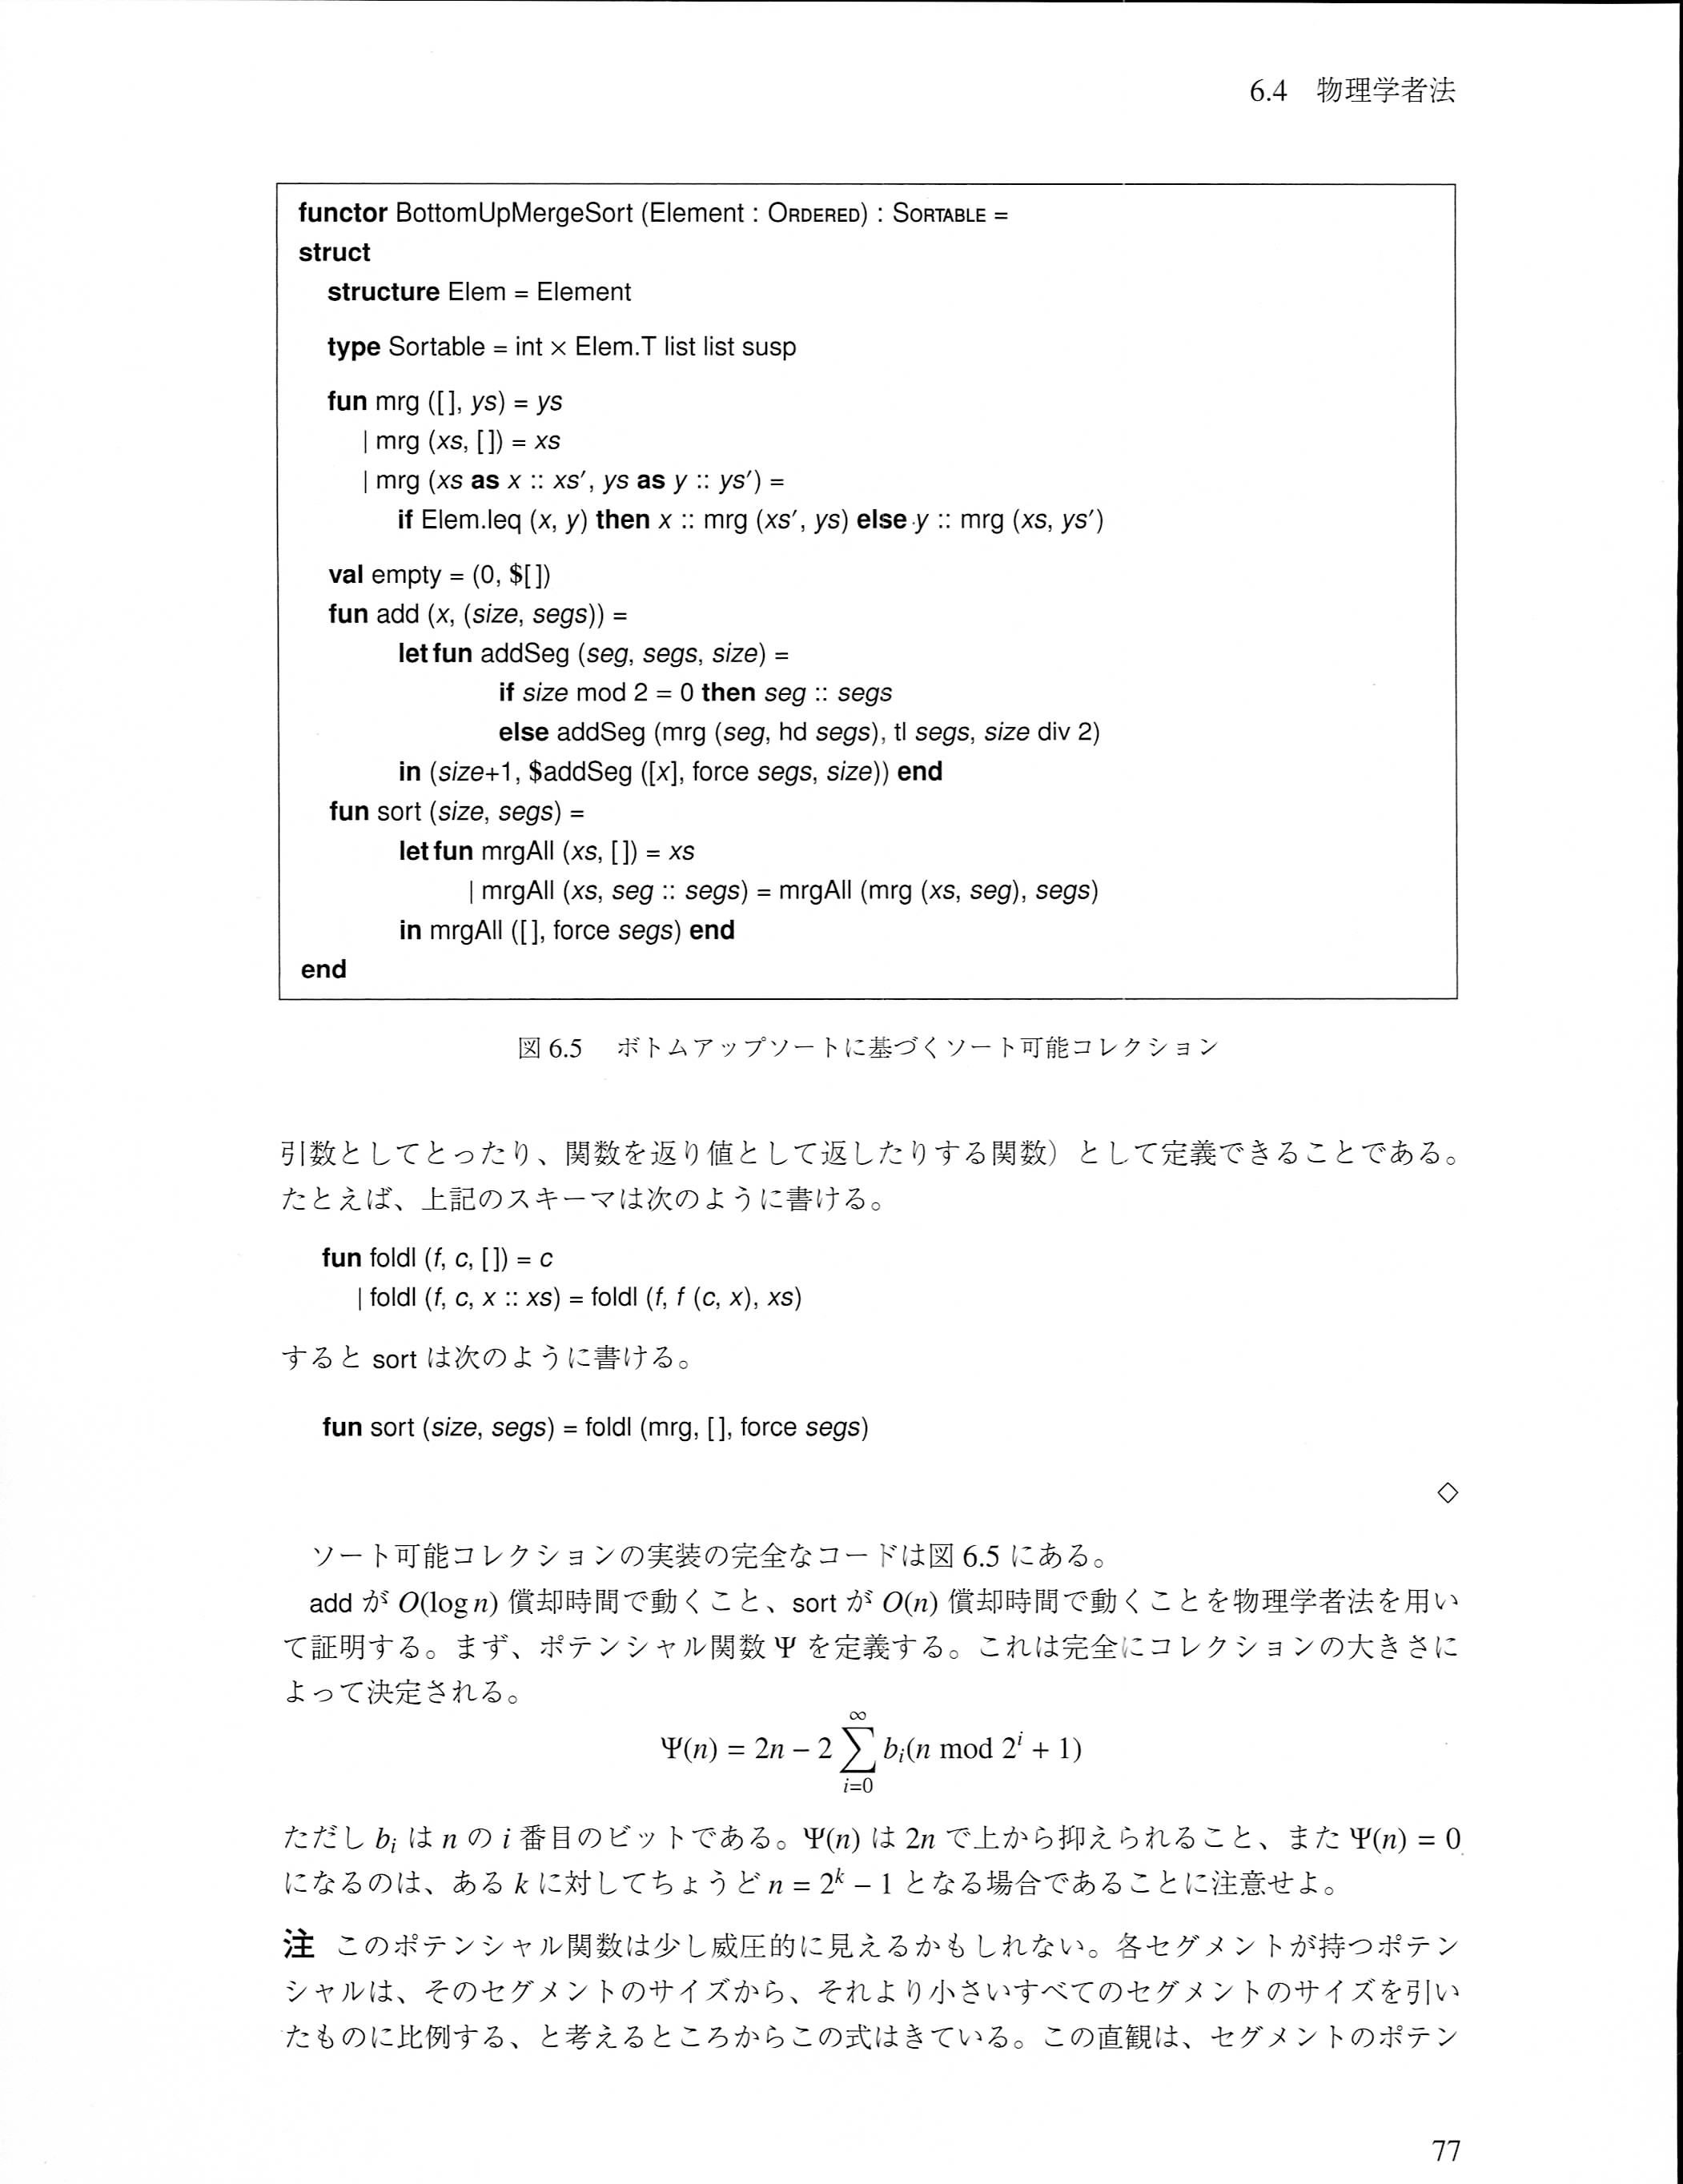 6.4　物理学者法
functor BottomUpMergeSort (Element : ORDERED) : SORTABLE =
struct
structure Elem = Element
type Sortable = int × Elem.T list list susp
fun mrg ([ ], ys) = ys
| mrg (xs, [ ]) = xs
| mrg (xs as x :: xs′, ys as y :: ys′) =
if Elem.leq (x, y) then x :: mrg (xs′, ys) else y :: mrg (xs, ys′)
val empty = (0, $[ ])
fun add (x, (size, segs)) =
let fun addSeg (seg, segs, size) =
if size mod 2 = 0 then seg :: segs
else addSeg (mrg (seg, hd segs), tl segs, size div 2)
in (size+1, $addSeg ([x], force segs, size)) end
fun sort (size, segs) =
let fun mrgAll (xs, [ ]) = xs
| mrgAll (xs, seg :: segs) = mrgAll (mrg (xs, seg), segs)
in mrgAll ([ ], force segs) end
end
図 6.5　ボトムアップソートに基づくソート可能コレクション
引数としてとったり、関数を返り値として返したりする関数）として定義できることである。
たとえば、上記のスキーマは次のように書ける。
fun foldl (f, c, [ ]) = c
| foldl (f, c, x :: xs) = foldl (f, f (c, x), xs)
すると sort は次のように書ける。
fun sort (size, segs) = foldl (mrg, [ ], force segs)
◇
ソート可能コレクションの実装の完全なコードは図 6.5 にある。
add が O(log n) 償却時間で動くこと、sort が O(n) 償却時間で動くことを物理学者法を用い
て証明する。まず、ポテンシャル関数 Ψ を定義する。これは完全にコレクションの大きさに
よって決定される。
Ψ(n) = 2n − 2 ∑_{i=0}^{∞} b_i(n mod 2^i + 1)
ただし b_i は n の i 番目のビットである。Ψ(n) は 2n で上から抑えられること、また Ψ(n) = 0
になるのは、ある k に対してちょうど n = 2^k − 1 となる場合であることに注意せよ。
注　このポテンシャル関数は少し威圧的に見えるかもしれない。各セグメントが持つポテン
シャルは、そのセグメントのサイズから、それより小さいすべてのセグメントのサイズを引い
たものに比例する、と考えるところからこの式はきている。この直観は、セグメントのポテン
77